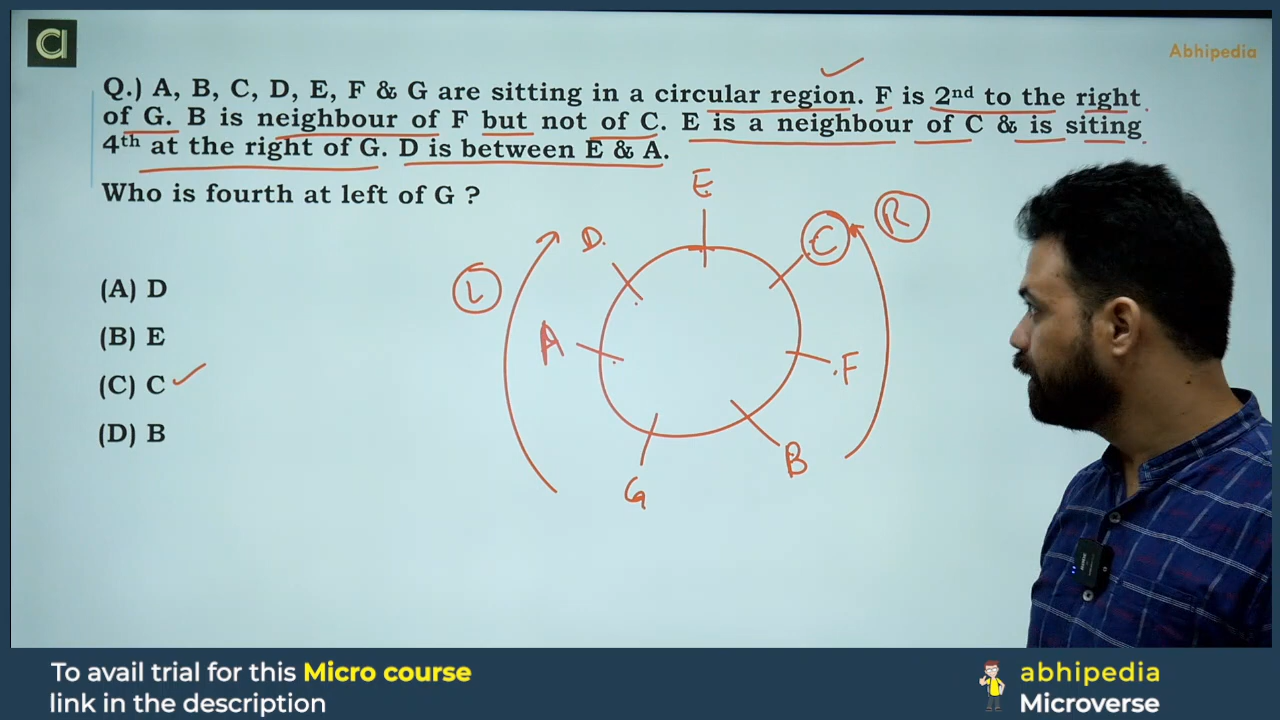 Abhipedia
Q.) A, B, C, D, E, F & G are sitting in a circular region. F is 2nd to the right
of G. B is neighbour of F but not of C. E is a neighbour of C & is siting
4th at the right of G. D is between E & A.
Who is fourth at left of G ?
E
D.
C
R
L
(A) D
(B) E
A
F
(C) C
(D) B
B
G
To avail trial for this Micro course
link in the description
abhipedia
Microverse